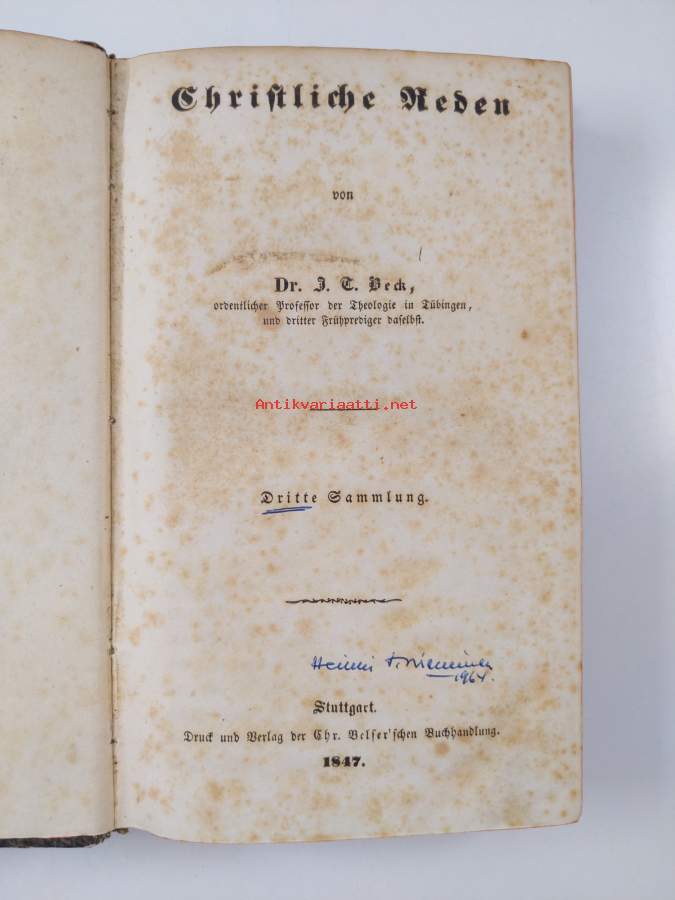 Christliche Reden
von
Dr. J. T. Beck,
ordentlicher Professor der Theologie in Tübingen,
und dritter Frühprediger daselbst.
Antikvariaatti.net
Dritte Sammlung.
1964.
Stuttgart.
Druck und Verlag der Chr. Belser'schen Buchhandlung.
1847.